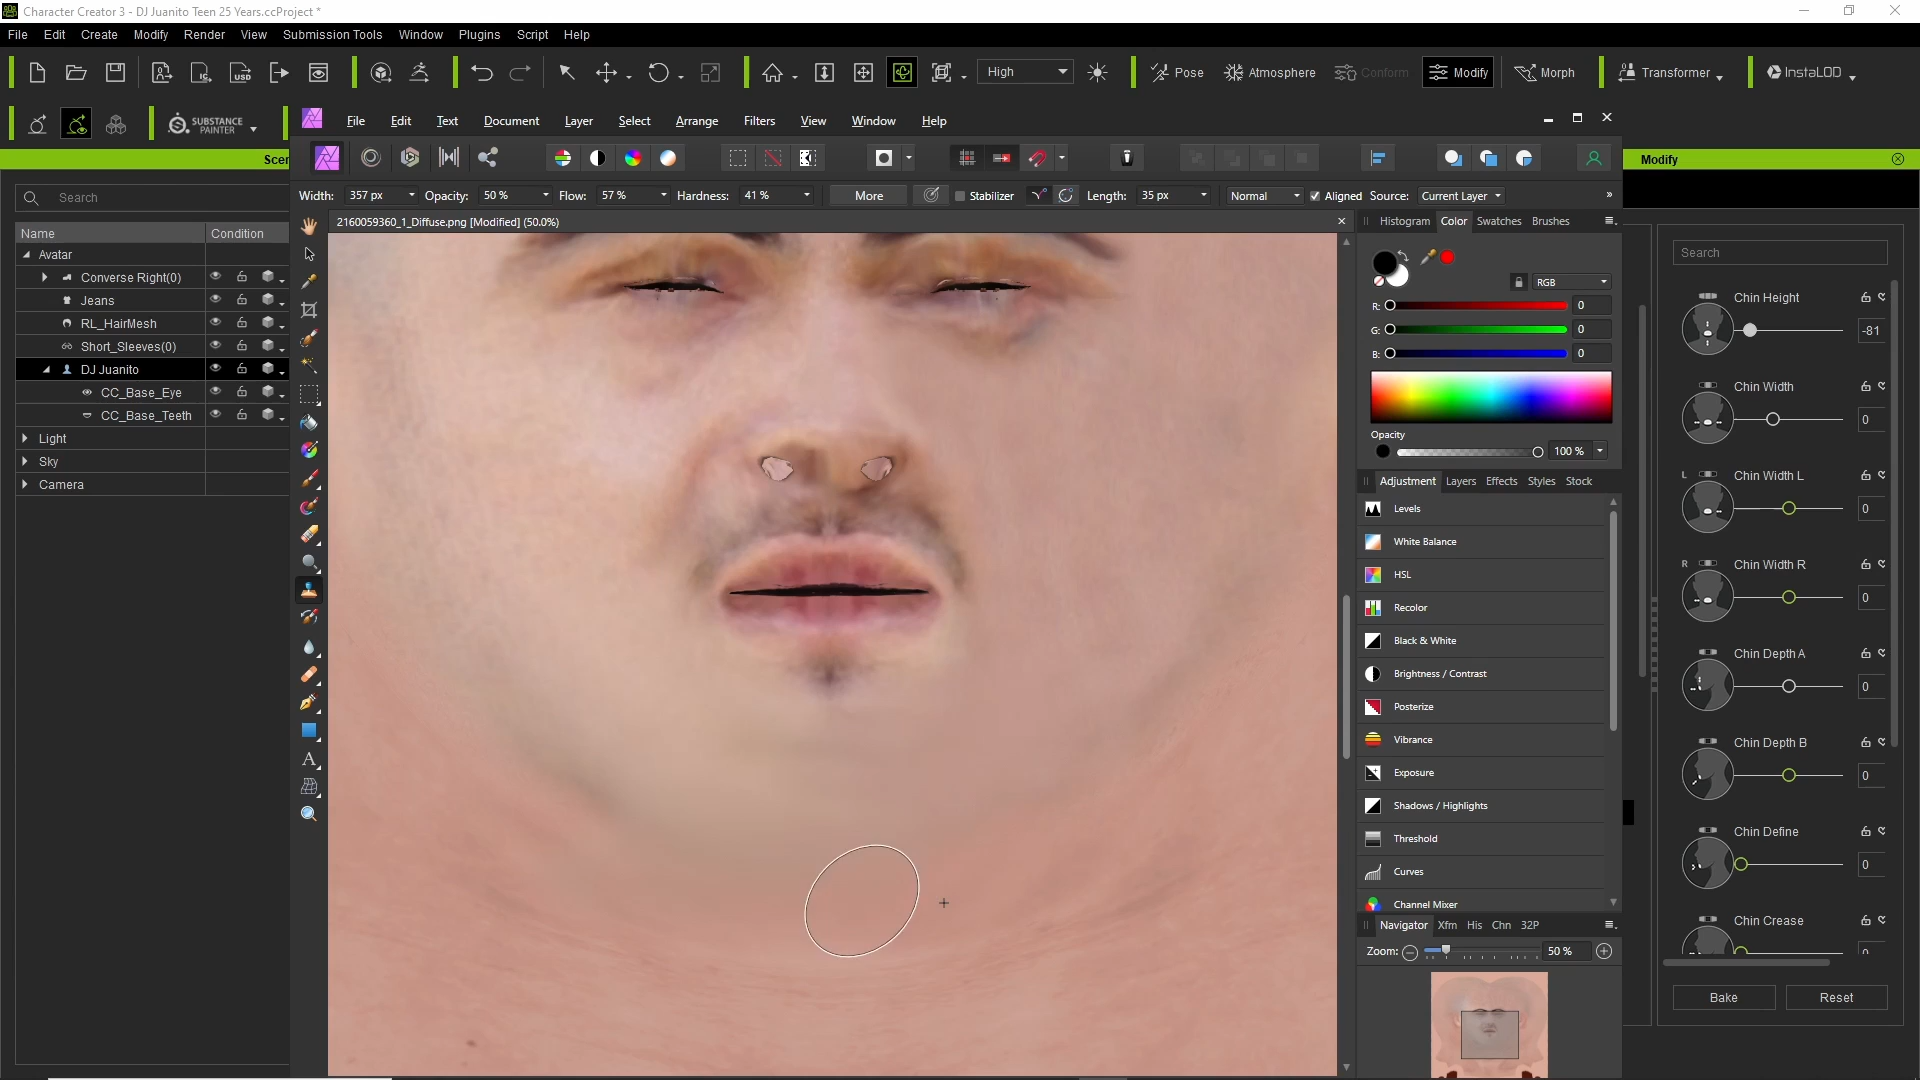 Character Creator 3 - DJ Juanito Teen 25 Years.ccProject *
File Edit Create Modify Render View Submission Tools Window Plugins Script Help
High Pose Atmosphere Conform Modify Morph Transformer InstaLOD
SUBSTANCE PAINTER
File Edit Text Document Layer Select Arrange Filters View Window Help
Scen
Modify
Width: 357 px Opacity: 50 % Flow: 57 % Hardness: 41 % More Stabilizer Length: 35 px Normal Aligned Source: Current Layer »
2160059360_1_Diffuse.png [Modified] (50.0%)
Search
Name Condition
Avatar
Converse Right(0)
Jeans
RL_HairMesh
Short_Sleeves(0)
DJ Juanito
CC_Base_Eye
CC_Base_Teeth
Light
Sky
Camera
Histogram Color Swatches Brushes
RGB
R: 0
G: 0
B: 0
Opacity
100 %
Adjustment Layers Effects Styles Stock
Levels
White Balance
HSL
Recolor
Black & White
Brightness / Contrast
Posterize
Vibrance
Exposure
Shadows / Highlights
Threshold
Curves
Channel Mixer
Navigator Xfm His Chn 32P
Zoom: 50 %
Search
Chin Height
-81
Chin Width
0
L Chin Width L
0
R Chin Width R
0
Chin Depth A
0
Chin Depth B
0
Chin Define
0
Chin Crease
0
Bake Reset